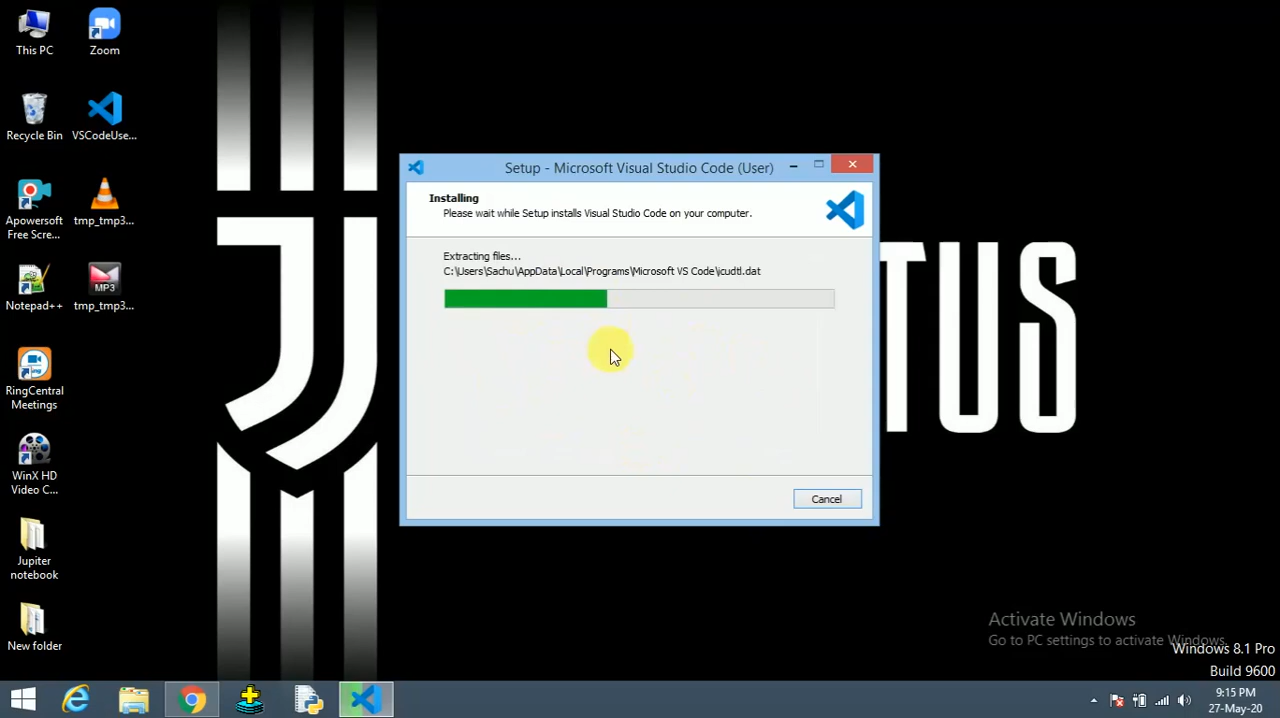 This PC
Zoom
Recycle Bin
VSCodeUse...
Apowersoft
Free Scre...
tmp_tmp3...
Notepad++
MP3
tmp_tmp3...
RingCentral
Meetings
WinX HD
Video C...
Jupiter
notebook
New folder
Setup - Microsoft Visual Studio Code (User)
Installing
Please wait while Setup installs Visual Studio Code on your computer.
Extracting files...
C:\Users\Sachu\AppData\Local\Programs\Microsoft VS Code\icudtl.dat
Cancel
TUS
Activate Windows
Go to PC settings to activate Windows.
Windows 8.1 Pro
Build 9600
9:15 PM
27-May-20